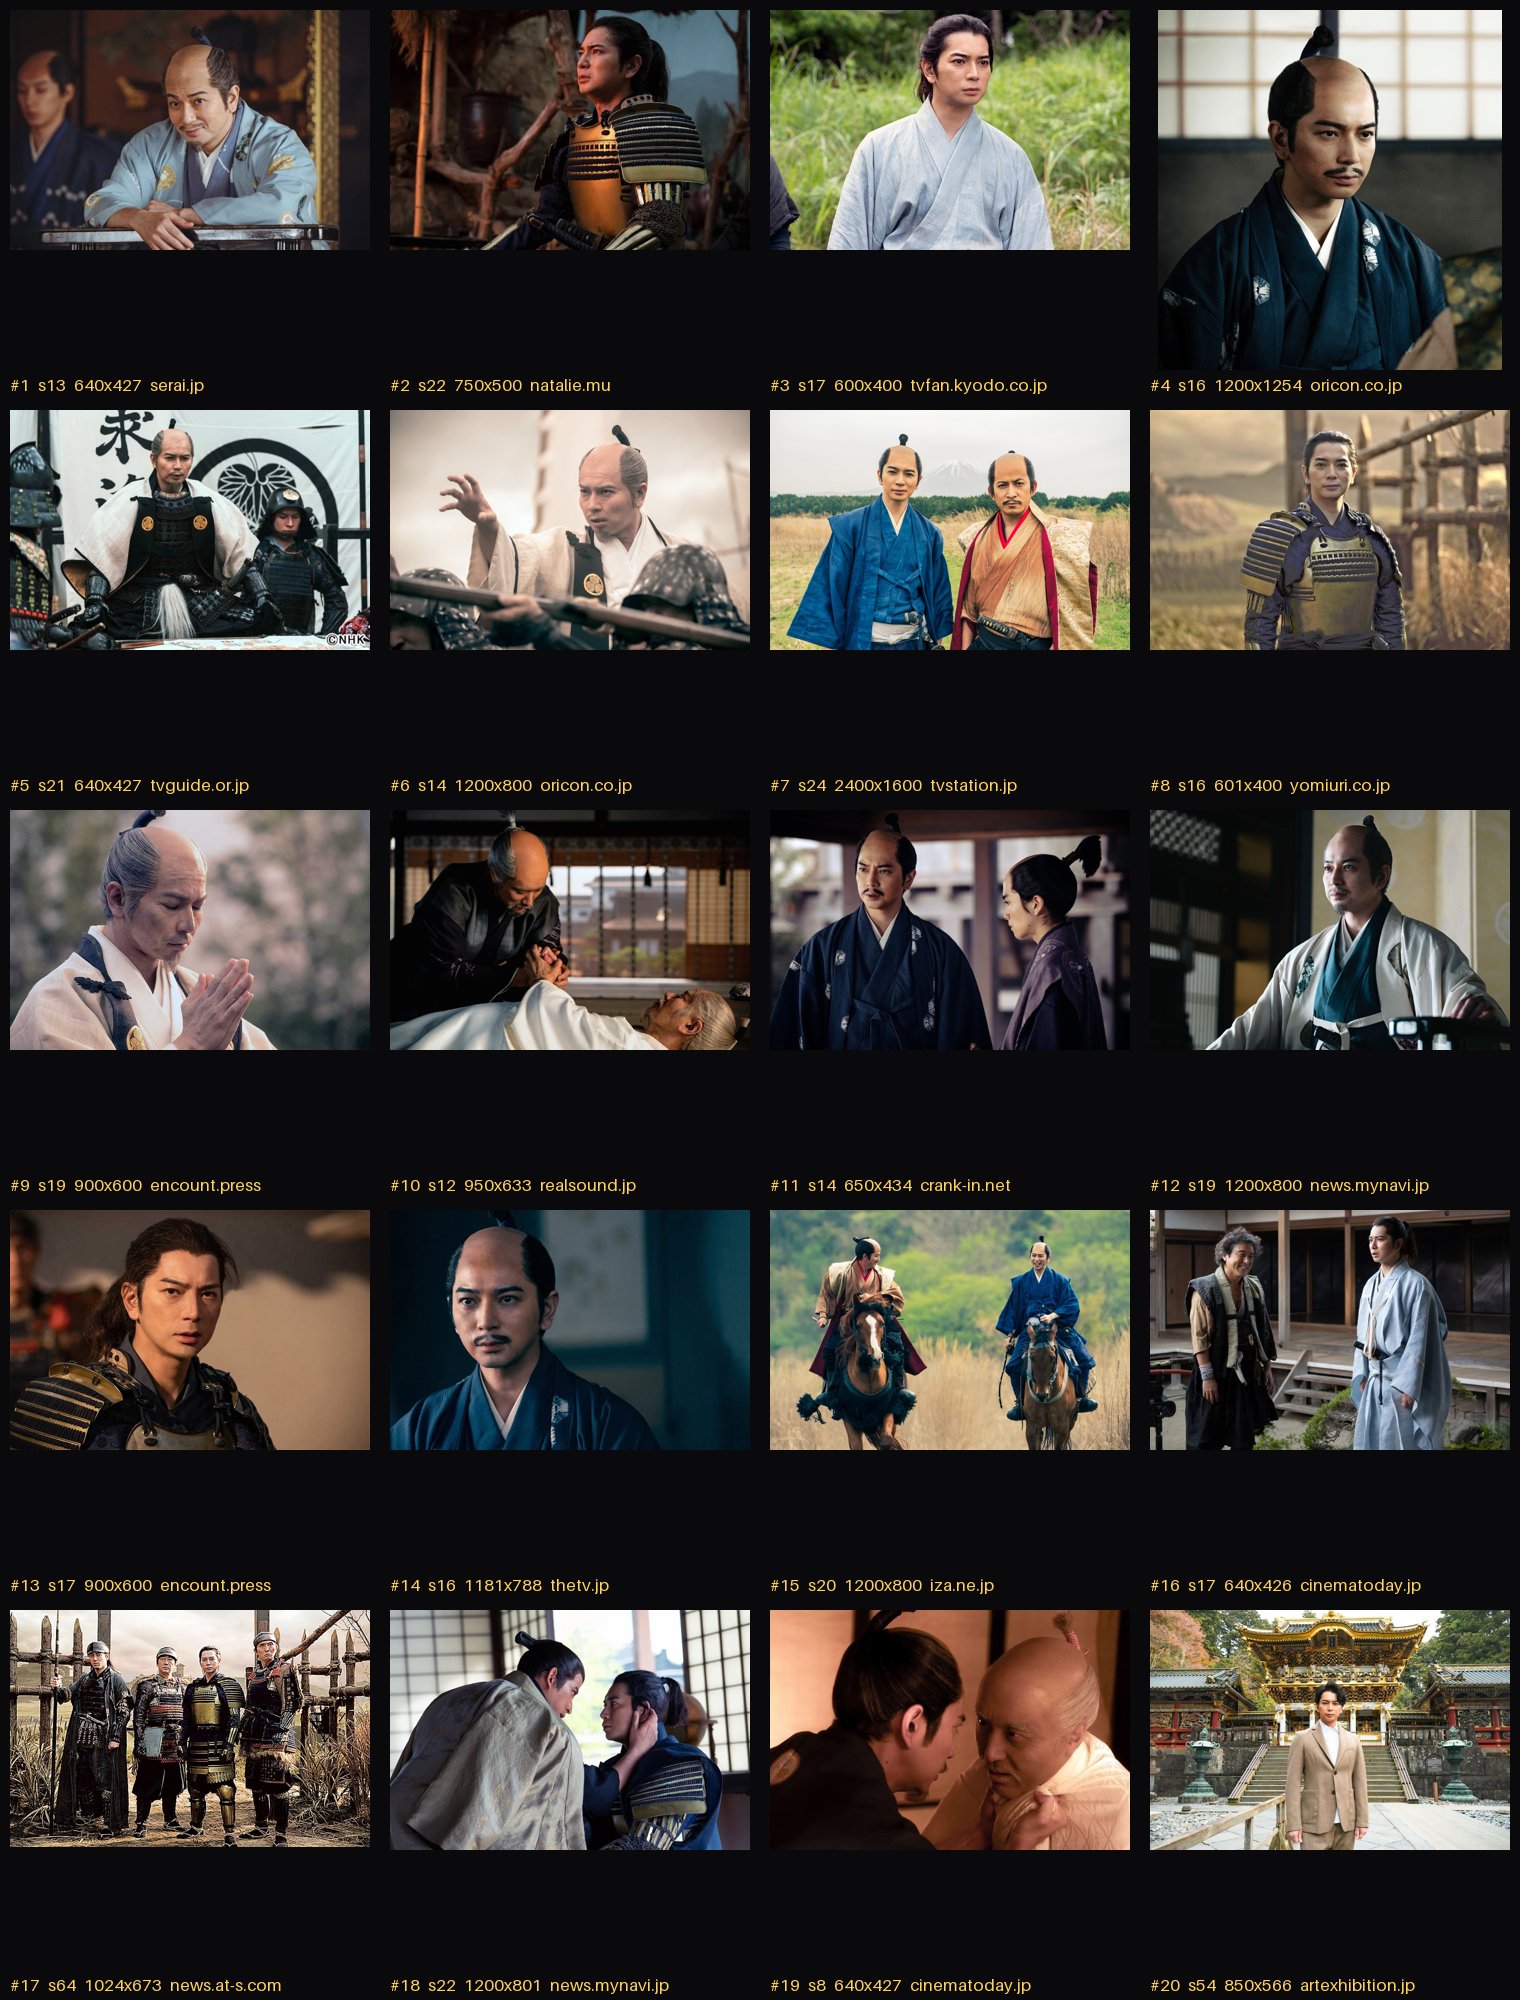 #1 s13 640x427 serai.jp
#2 s22 750x500 natalie.mu
#3 s17 600x400 tvfan.kyodo.co.jp
#4 s16 1200x1254 oricon.co.jp
求
©NHK
#5 s21 640x427 tvguide.or.jp
#6 s14 1200x800 oricon.co.jp
#7 s24 2400x1600 tvstation.jp
#8 s16 601x400 yomiuri.co.jp
#9 s19 900x600 encount.press
#10 s12 950x633 realsound.jp
#11 s14 650x434 crank-in.net
#12 s19 1200x800 news.mynavi.jp
#13 s17 900x600 encount.press
#14 s16 1181x788 thetv.jp
#15 s20 1200x800 iza.ne.jp
#16 s17 640x426 cinematoday.jp
#17 s64 1024x673 news.at-s.com
#18 s22 1200x801 news.mynavi.jp
#19 s8 640x427 cinematoday.jp
#20 s54 850x566 artexhibition.jp